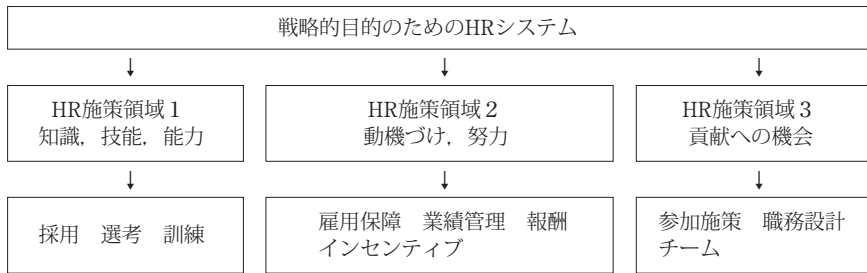 戦略的目的のためのHRシステム
↓ ↓ ↓
HR施策領域1
知識，技能，能力
HR施策領域2
動機づけ，努力
HR施策領域3
貢献への機会
↓ ↓ ↓
採用　選考　訓練
雇用保障　業績管理　報酬
インセンティブ
参加施策　職務設計
チーム